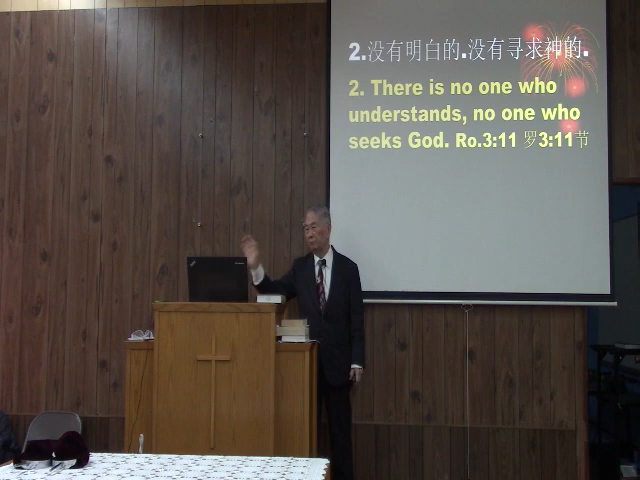 2.没有明白的.没有寻求神的.
2. There is no one who
understands, no one who
seeks God. Ro.3:11 罗3:11节